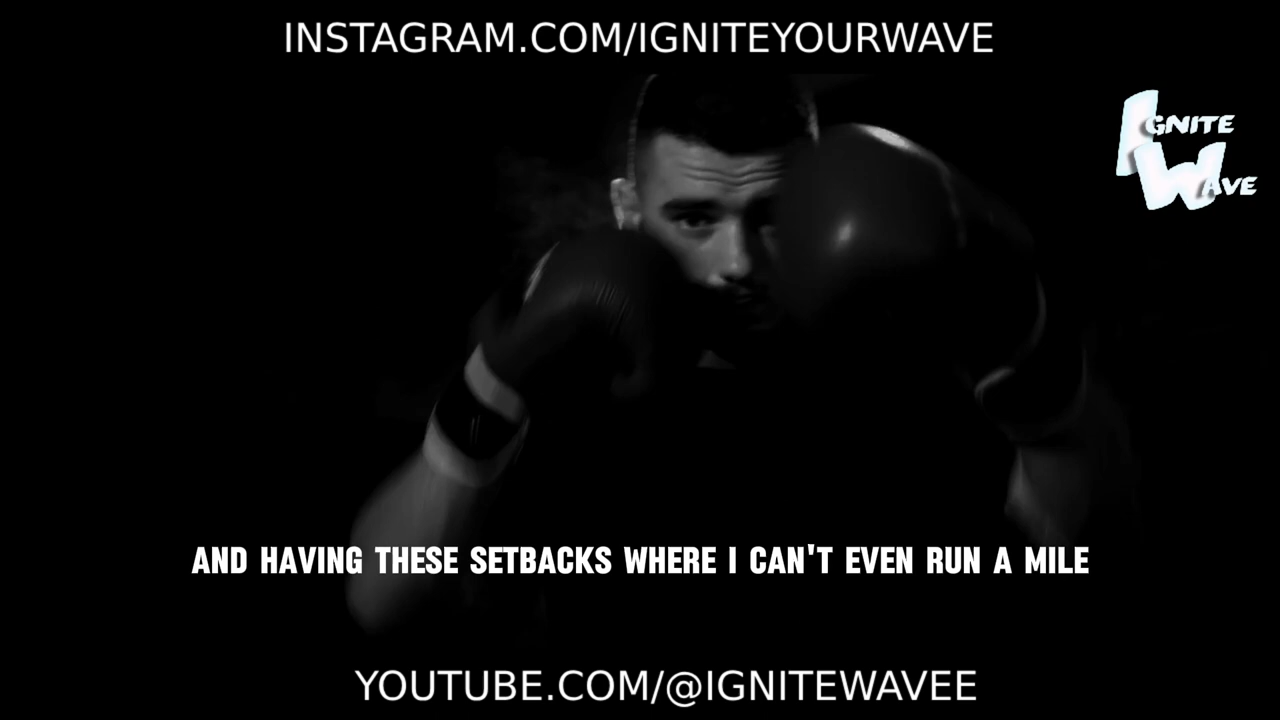 INSTAGRAM.COM/IGNITEYOURWAVE
IGNITE
WAVE
AND HAVING THESE SETBACKS WHERE I CAN'T EVEN RUN A MILE
YOUTUBE.COM/@IGNITEWAVEE